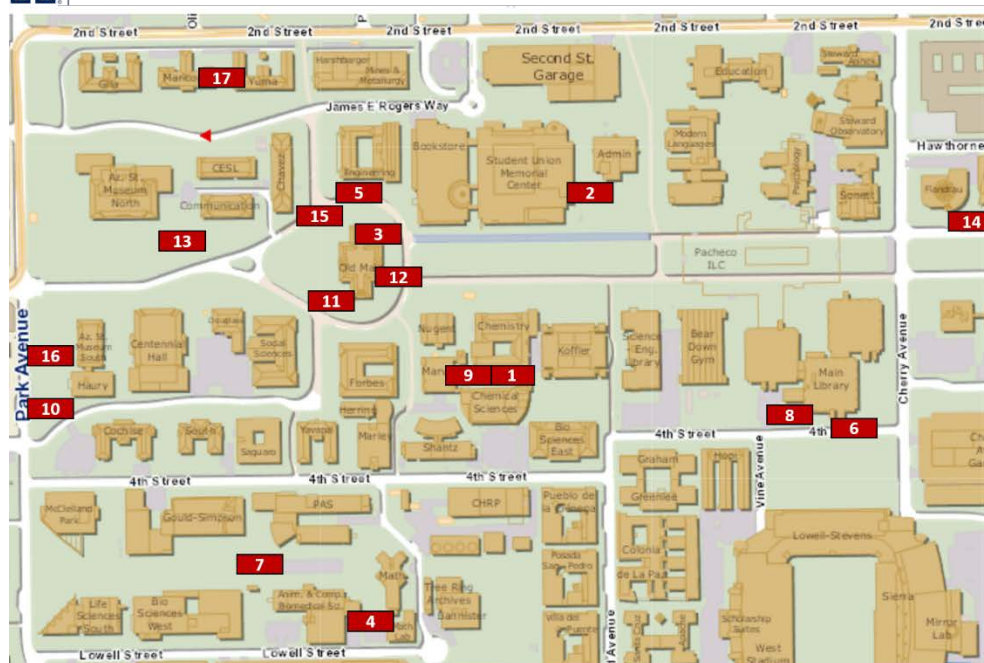 2nd Street
2nd Street
2nd Street
2nd Street
2nd Street
2nd Street
2nd St
Gila
17
Yuma
Harshbarger
Mines &
Metallurgy
Second St.
Garage
Education
Steward
James E Rogers Way
Bookstore
Student Union
Memorial
Center
Admin
Modern
Languages
Psychology
Steward
Observatory
Hawthorne
Az. St.
Museum
North
CESL
Chavez
Engineering
Communication
5
2
Flandrau
14
15
13
3
Old Ma
12
11
Pacheco
ILC
Park Avenue
16
Az. St.
Museum
South
Haury
10
Centennial
Hall
Social
Sciences
Forbes
Herring
Marley
Nugent
Chemistry
9
1
Chemical
Sciences
Koffler
Science
Eng.
Library
Bear
Down
Gym
Main
Library
8
6
Cherry Avenue
Cochise
South
Saguaro
Yavapai
Shantz
Bio
Sciences
East
4th Street
4th
4th Street
4th Street
4th Street
Graham
Greenlee
Hopi
Vine Avenue
McClelland
Park
Gould-Simpson
PAS
CHRP
Pueblo de
la Cienega
Colonia
de La Paz
Lowell-Stevens
7
Math
Posada
San Pedro
Life
Sciences
South
Bio
Sciences
West
Anim. & Comp.
Biomedical Sc.
4
Math
Lab
Tree Ring
Archives
Bannister
Villa del
Puente
Apache
Scholarship
Suites
West
Stadium
Sierra
Mirror
Lab
Lowell Street
Lowell Street
d Avenue